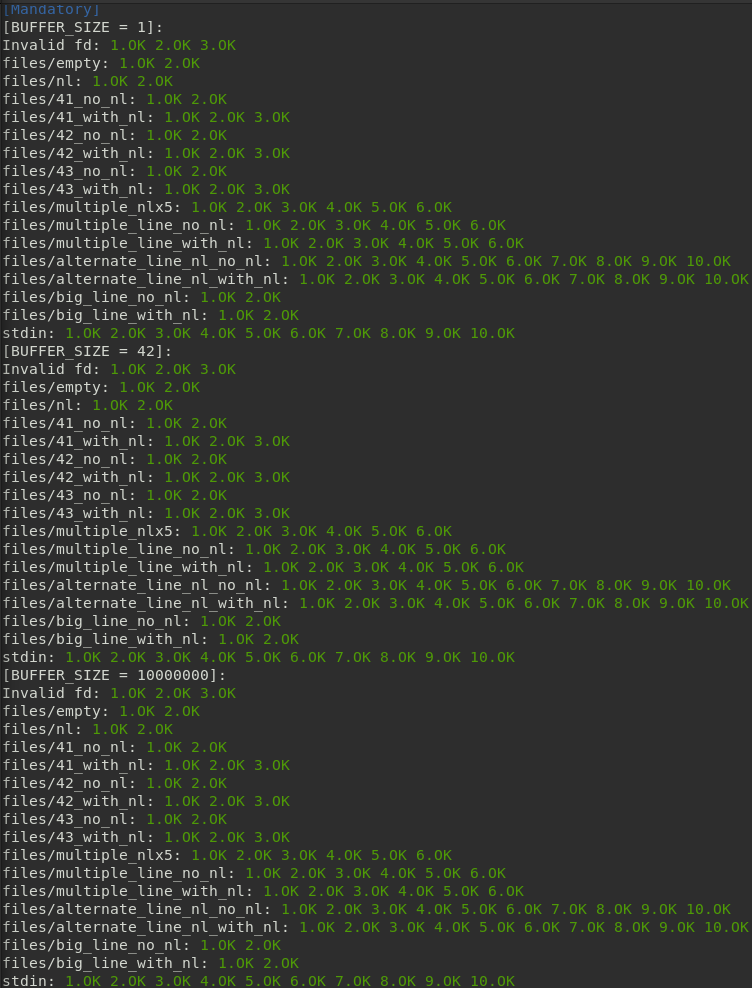 [Mandatory]
[BUFFER_SIZE = 1]:
Invalid fd: 1.OK 2.OK 3.OK
files/empty: 1.OK 2.OK
files/nl: 1.OK 2.OK
files/41_no_nl: 1.OK 2.OK
files/41_with_nl: 1.OK 2.OK 3.OK
files/42_no_nl: 1.OK 2.OK
files/42_with_nl: 1.OK 2.OK 3.OK
files/43_no_nl: 1.OK 2.OK
files/43_with_nl: 1.OK 2.OK 3.OK
files/multiple_nlx5: 1.OK 2.OK 3.OK 4.OK 5.OK 6.OK
files/multiple_line_no_nl: 1.OK 2.OK 3.OK 4.OK 5.OK 6.OK
files/multiple_line_with_nl: 1.OK 2.OK 3.OK 4.OK 5.OK 6.OK
files/alternate_line_nl_no_nl: 1.OK 2.OK 3.OK 4.OK 5.OK 6.OK 7.OK 8.OK 9.OK 10.OK
files/alternate_line_nl_with_nl: 1.OK 2.OK 3.OK 4.OK 5.OK 6.OK 7.OK 8.OK 9.OK 10.OK
files/big_line_no_nl: 1.OK 2.OK
files/big_line_with_nl: 1.OK 2.OK
stdin: 1.OK 2.OK 3.OK 4.OK 5.OK 6.OK 7.OK 8.OK 9.OK 10.OK
[BUFFER_SIZE = 42]:
Invalid fd: 1.OK 2.OK 3.OK
files/empty: 1.OK 2.OK
files/nl: 1.OK 2.OK
files/41_no_nl: 1.OK 2.OK
files/41_with_nl: 1.OK 2.OK 3.OK
files/42_no_nl: 1.OK 2.OK
files/42_with_nl: 1.OK 2.OK 3.OK
files/43_no_nl: 1.OK 2.OK
files/43_with_nl: 1.OK 2.OK 3.OK
files/multiple_nlx5: 1.OK 2.OK 3.OK 4.OK 5.OK 6.OK
files/multiple_line_no_nl: 1.OK 2.OK 3.OK 4.OK 5.OK 6.OK
files/multiple_line_with_nl: 1.OK 2.OK 3.OK 4.OK 5.OK 6.OK
files/alternate_line_nl_no_nl: 1.OK 2.OK 3.OK 4.OK 5.OK 6.OK 7.OK 8.OK 9.OK 10.OK
files/alternate_line_nl_with_nl: 1.OK 2.OK 3.OK 4.OK 5.OK 6.OK 7.OK 8.OK 9.OK 10.OK
files/big_line_no_nl: 1.OK 2.OK
files/big_line_with_nl: 1.OK 2.OK
stdin: 1.OK 2.OK 3.OK 4.OK 5.OK 6.OK 7.OK 8.OK 9.OK 10.OK
[BUFFER_SIZE = 10000000]:
Invalid fd: 1.OK 2.OK 3.OK
files/empty: 1.OK 2.OK
files/nl: 1.OK 2.OK
files/41_no_nl: 1.OK 2.OK
files/41_with_nl: 1.OK 2.OK 3.OK
files/42_no_nl: 1.OK 2.OK
files/42_with_nl: 1.OK 2.OK 3.OK
files/43_no_nl: 1.OK 2.OK
files/43_with_nl: 1.OK 2.OK 3.OK
files/multiple_nlx5: 1.OK 2.OK 3.OK 4.OK 5.OK 6.OK
files/multiple_line_no_nl: 1.OK 2.OK 3.OK 4.OK 5.OK 6.OK
files/multiple_line_with_nl: 1.OK 2.OK 3.OK 4.OK 5.OK 6.OK
files/alternate_line_nl_no_nl: 1.OK 2.OK 3.OK 4.OK 5.OK 6.OK 7.OK 8.OK 9.OK 10.OK
files/alternate_line_nl_with_nl: 1.OK 2.OK 3.OK 4.OK 5.OK 6.OK 7.OK 8.OK 9.OK 10.OK
files/big_line_no_nl: 1.OK 2.OK
files/big_line_with_nl: 1.OK 2.OK
stdin: 1.OK 2.OK 3.OK 4.OK 5.OK 6.OK 7.OK 8.OK 9.OK 10.OK